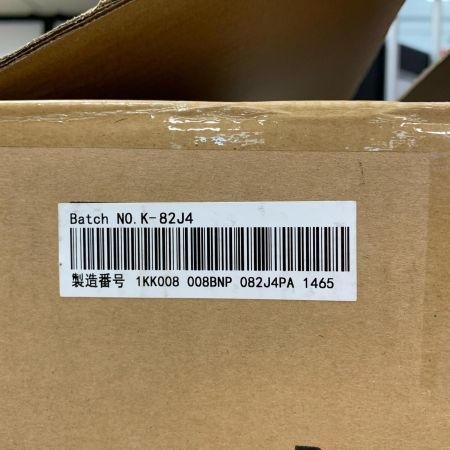 Batch NO.K-82J4
製造番号 1KK008 008BNP 082J4PA 1465